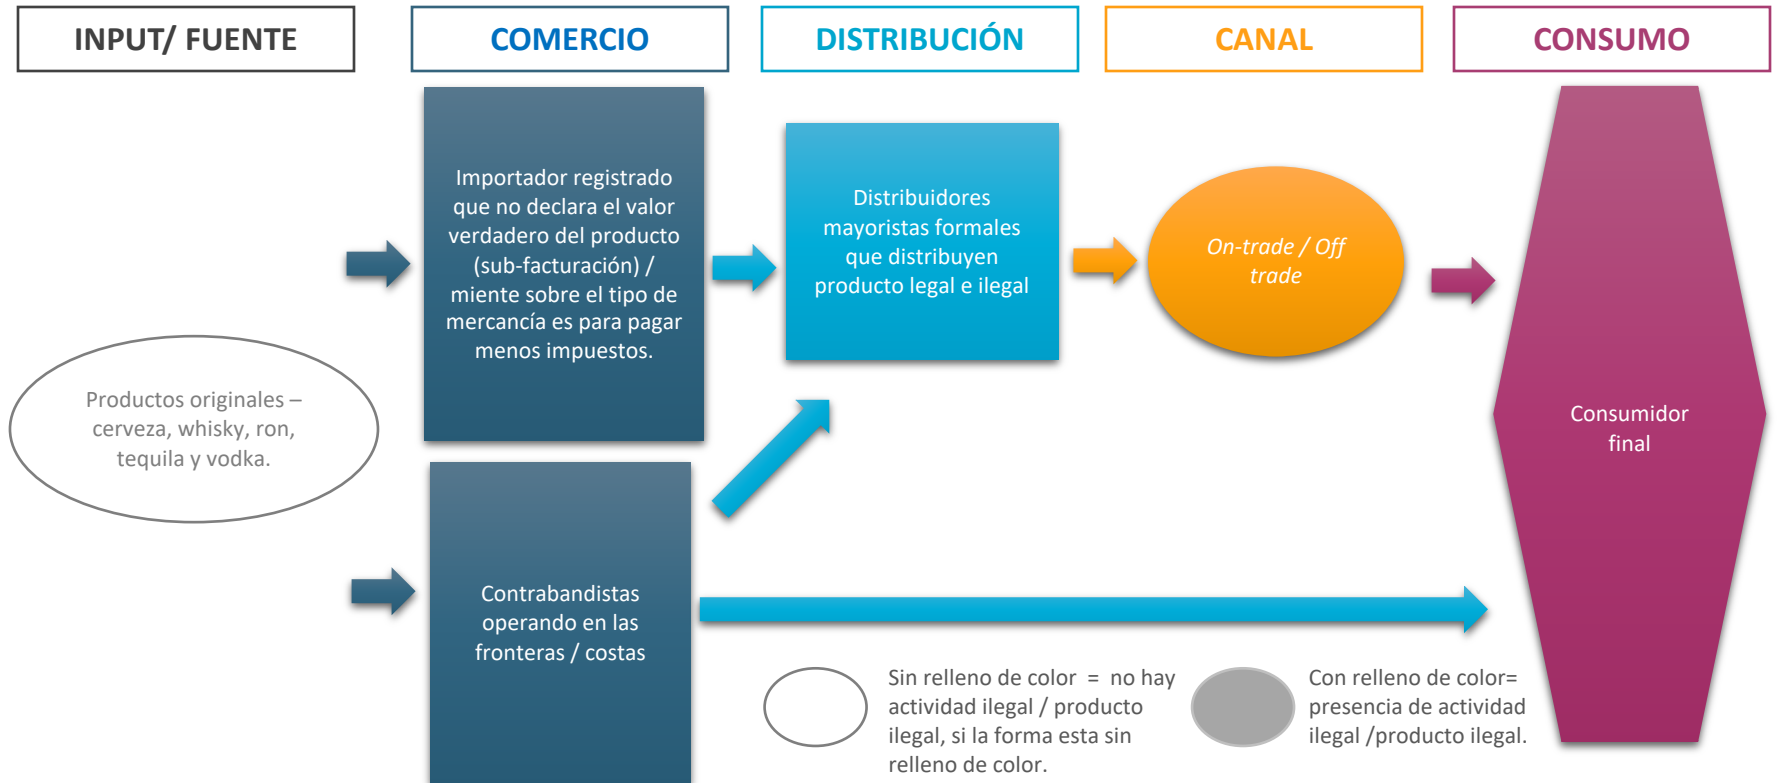 INPUT/ FUENTE
COMERCIO
DISTRIBUCIÓN
CANAL
CONSUMO
Productos originales –
cerveza, whisky, ron,
tequila y vodka.
Importador registrado
que no declara el valor
verdadero del producto
(sub-facturación) /
miente sobre el tipo de
mercancía es para pagar
menos impuestos.
Contrabandistas
operando en las
fronteras / costas
Distribuidores
mayoristas formales
que distribuyen
producto legal e ilegal
On-trade / Off
trade
Consumidor
final
Sin relleno de color = no hay
actividad ilegal / producto
ilegal, si la forma esta sin
relleno de color.
Con relleno de color=
presencia de actividad
ilegal /producto ilegal.